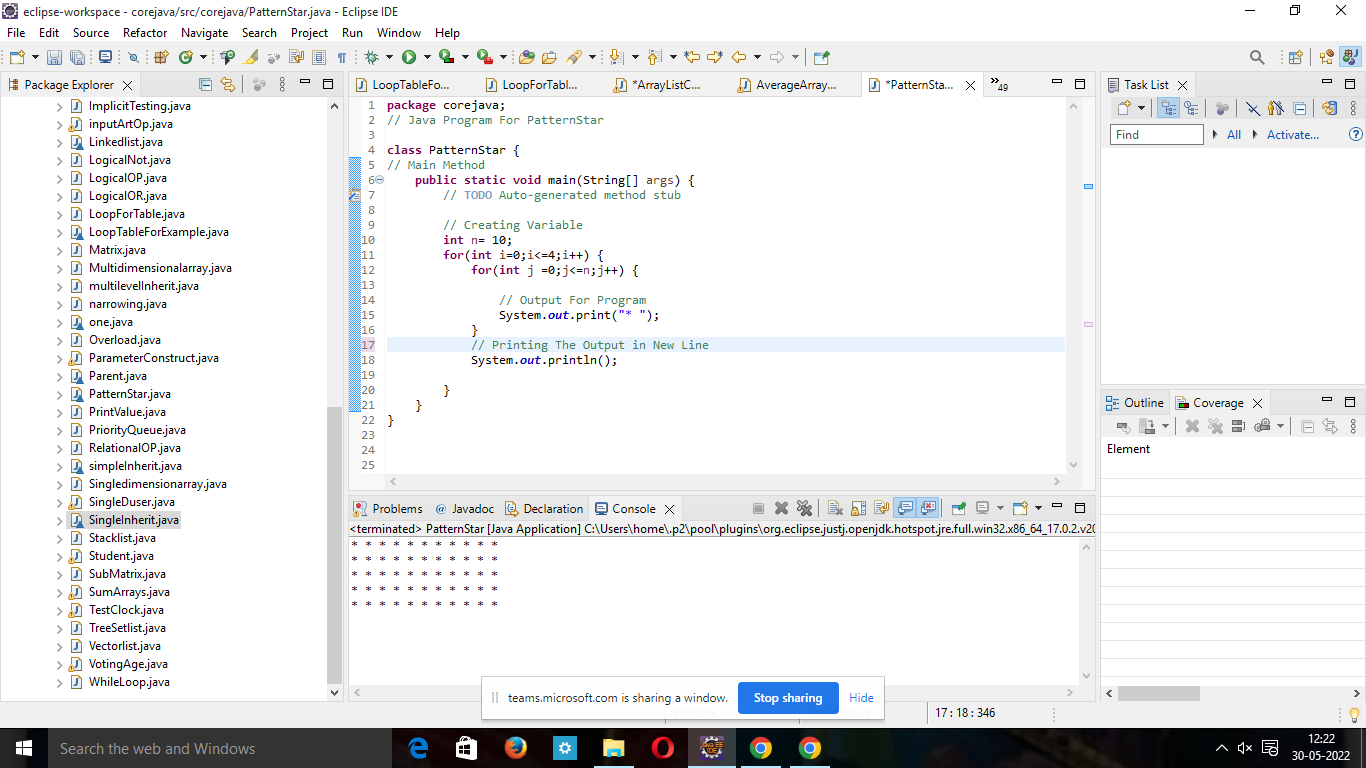 eclipse-workspace - corejava/src/corejava/PatternStar.java - Eclipse IDE
File Edit Source Refactor Navigate Search Project Run Window Help
Package Explorer
ImplicitTesting.java
inputArtOp.java
Linkedlist.java
LogicalNot.java
LogicalOP.java
LogicalOR.java
LoopForTable.java
LoopTableForExample.java
Matrix.java
Multidimensionalarray.java
multilevelInherit.java
narrowing.java
one.java
Overload.java
ParameterConstruct.java
Parent.java
PatternStar.java
PrintValue.java
PriorityQueue.java
RelationalOP.java
simpleInherit.java
Singledimensionarray.java
SingleDuser.java
SingleInherit.java
Stacklist.java
Student.java
SubMatrix.java
SumArrays.java
TestClock.java
TreeSetlist.java
Vectorlist.java
VotingAge.java
WhileLoop.java
LoopTableFo... LoopForTabl... *ArrayListC... AverageArray... *PatternSta... »49
1 package corejava;
2 // Java Program For PatternStar
3
4 class PatternStar {
5 // Main Method
6 public static void main(String[] args) {
7 // TODO Auto-generated method stub
8
9 // Creating Variable
10 int n= 10;
11 for(int i=0;i<=4;i++) {
12 for(int j =0;j<=n;j++) {
13
14 // Output For Program
15 System.out.print("* ");
16 }
17 // Printing The Output in New Line
18 System.out.println();
19
20 }
21 }
22 }
23
24
25
Problems @ Javadoc Declaration Console
<terminated> PatternStar [Java Application] C:\Users\home\.p2\pool\plugins\org.eclipse.justj.openjdk.hotspot.jre.full.win32.x86_64_17.0.2.v20
* * * * * * * * * * *
* * * * * * * * * * *
* * * * * * * * * * *
* * * * * * * * * * *
* * * * * * * * * * *
Task List
Find All Activate...
Outline Coverage
Element
teams.microsoft.com is sharing a window. Stop sharing Hide
17 : 18 : 346
Search the web and Windows
12:22
30-05-2022